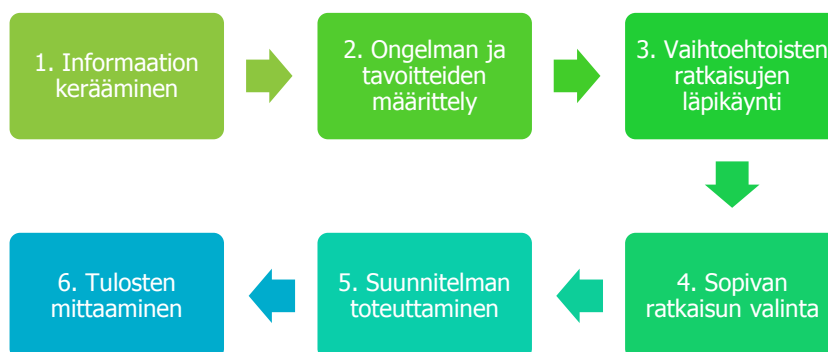 1. Informaation
kerääminen
2. Ongelman ja
tavoitteiden
määrittely
3. Vaihtoehtoisten
ratkaisujen
läpikäynti
4. Sopivan
ratkaisun valinta
5. Suunnitelman
toteuttaminen
6. Tulosten
mittaaminen